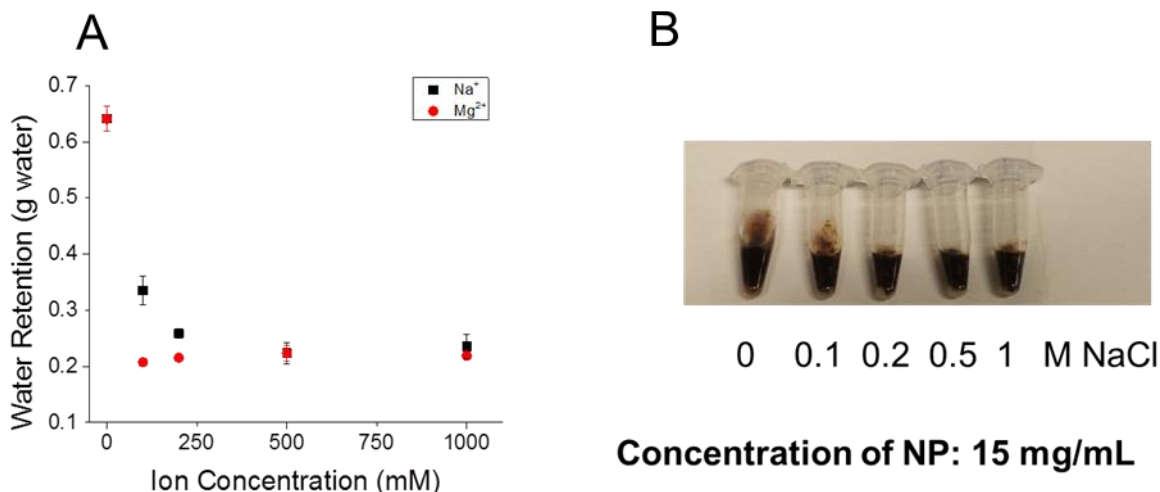 A
B
0.7
0.6
0.5
0.4
0.3
0.2
0.1
Water Retention (g water)
Na⁺
Mg²⁺
0 250 500 750 1000
Ion Concentration (mM)
0 0.1 0.2 0.5 1 M NaCl
Concentration of NP: 15 mg/mL